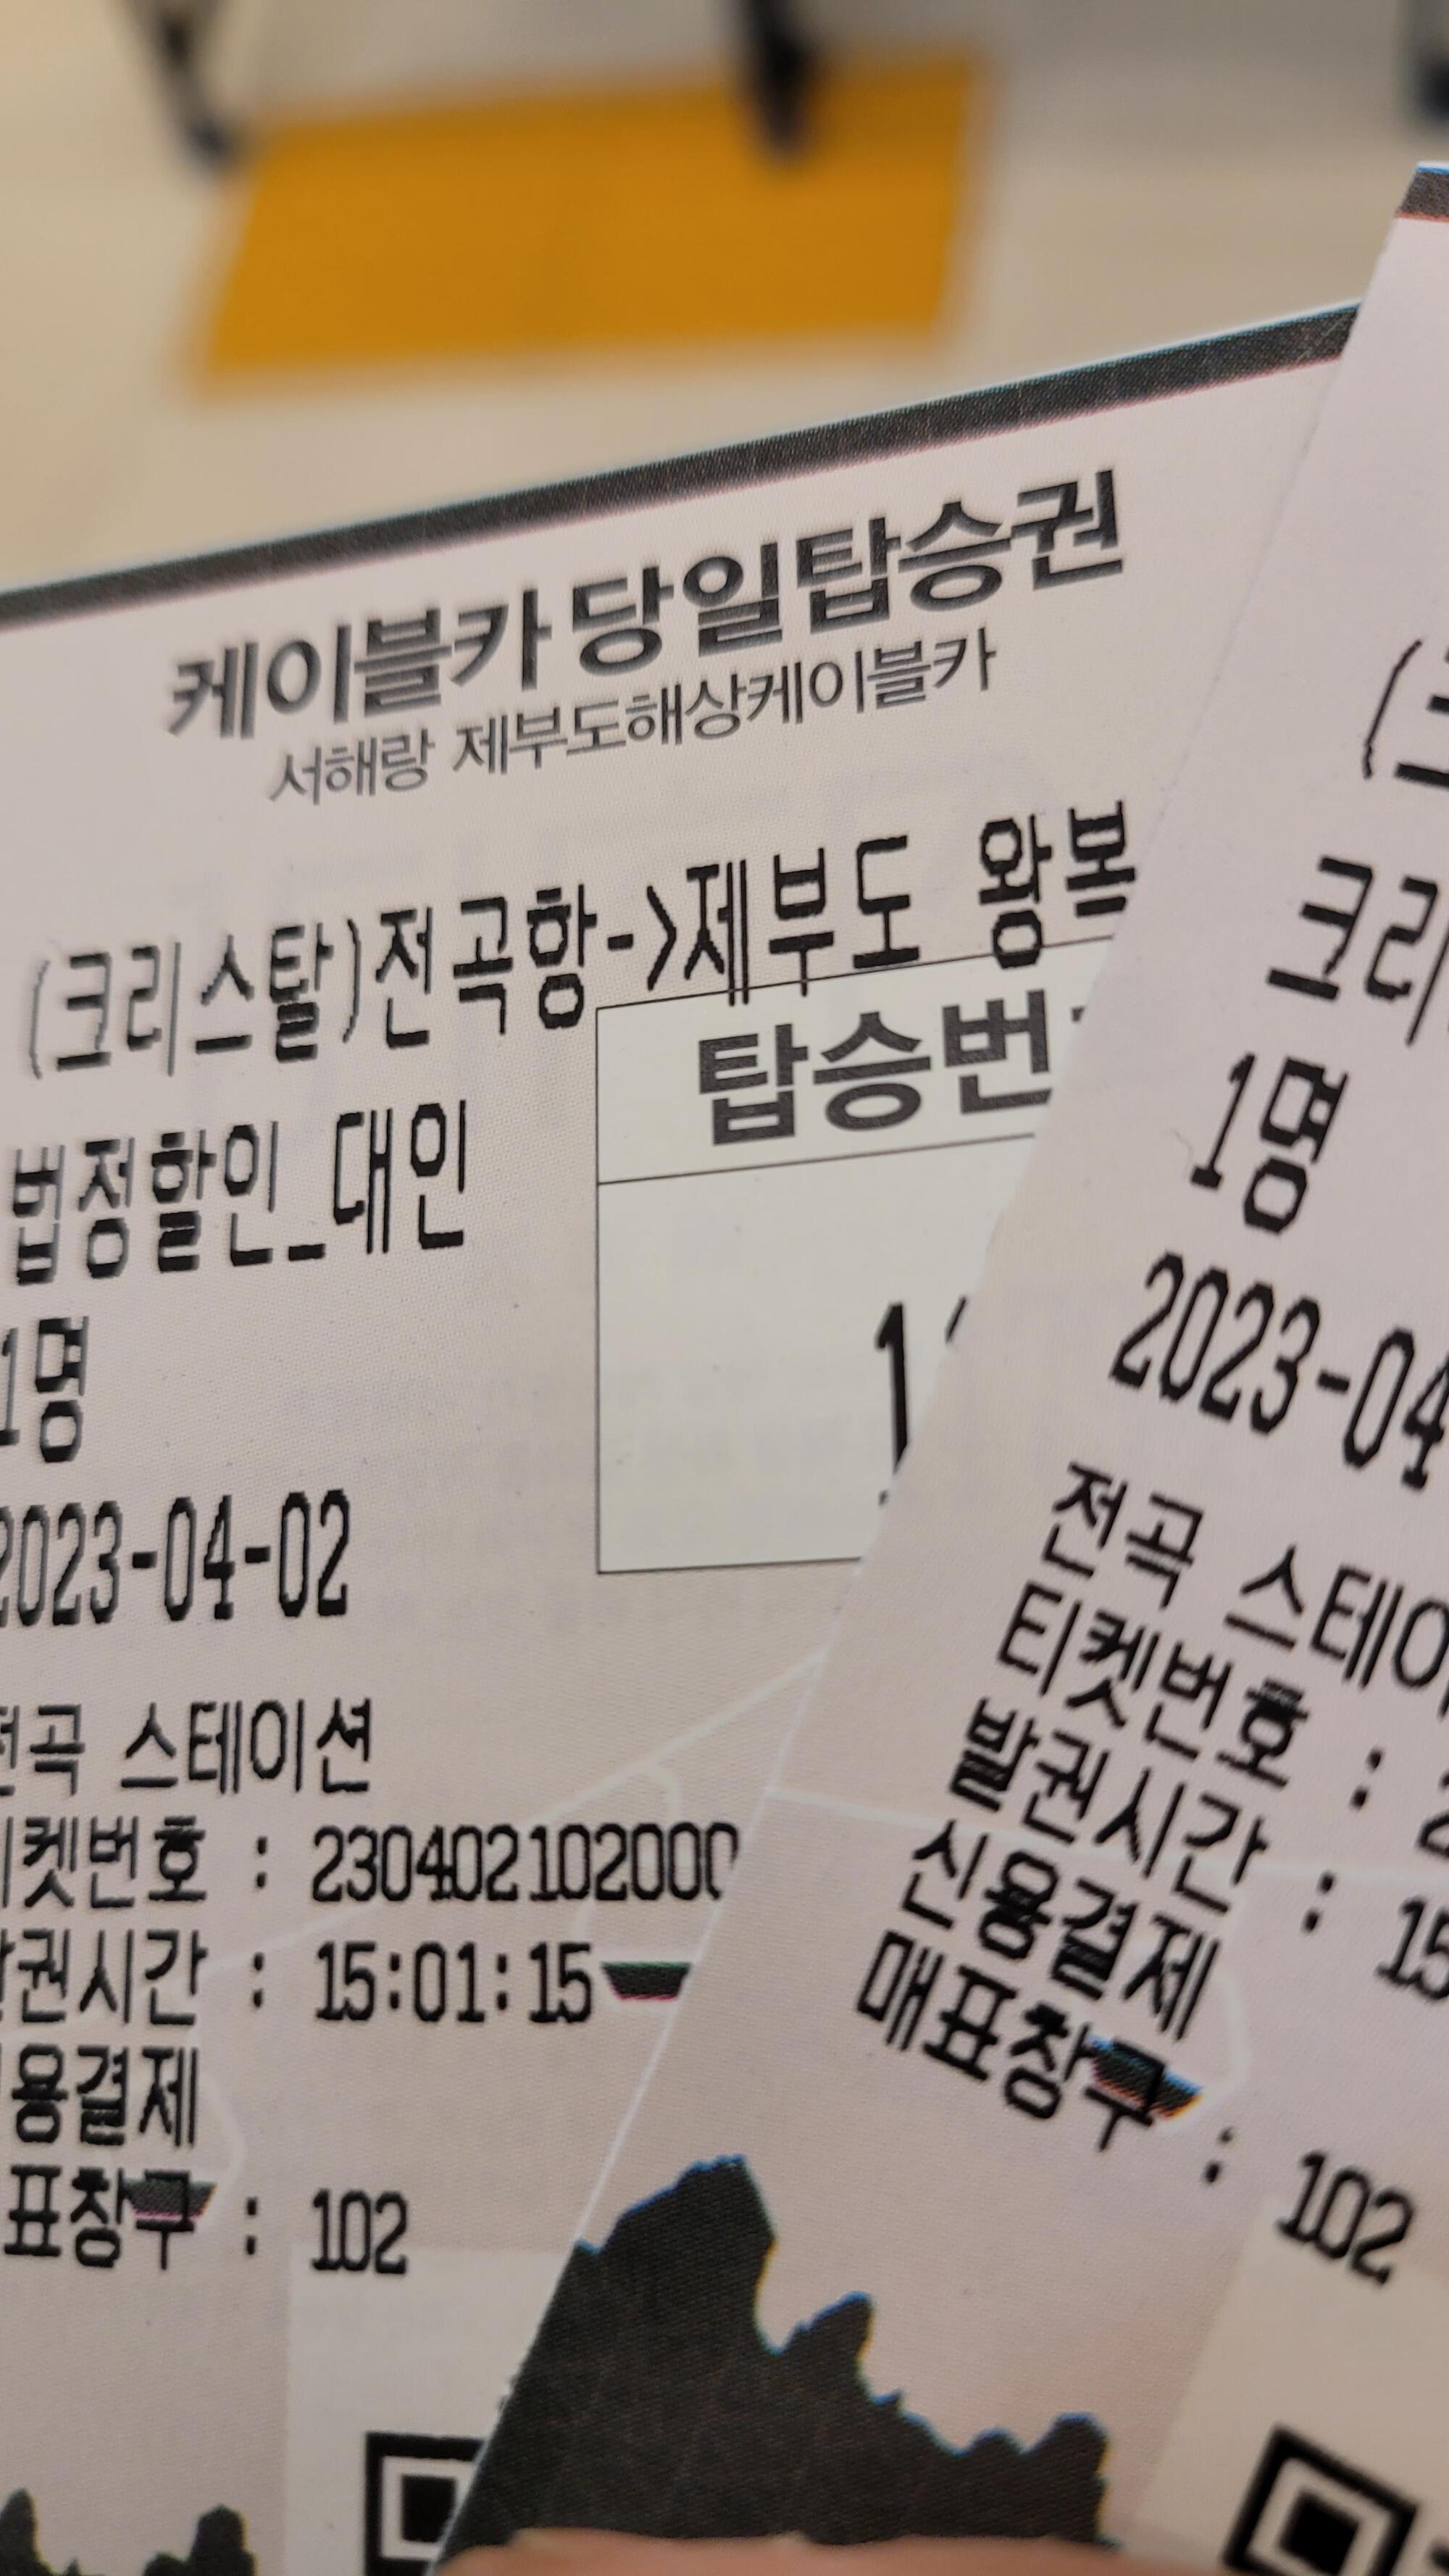 케이블카 당일탑승권
서해랑 제부도해상케이블카
(크리스탈)전곡항->제부도 왕복
탑승번
법정할인_대인
1명
2023-04-02
전곡 스테이션
티켓번호 : 230402102000
발권시간 : 15:01:15
신용결제
매표창구 : 102
크리
1명
2023-04
전곡 스테이
티켓번호 :
발권시간 : 15
신용결제
매표창구 : 102